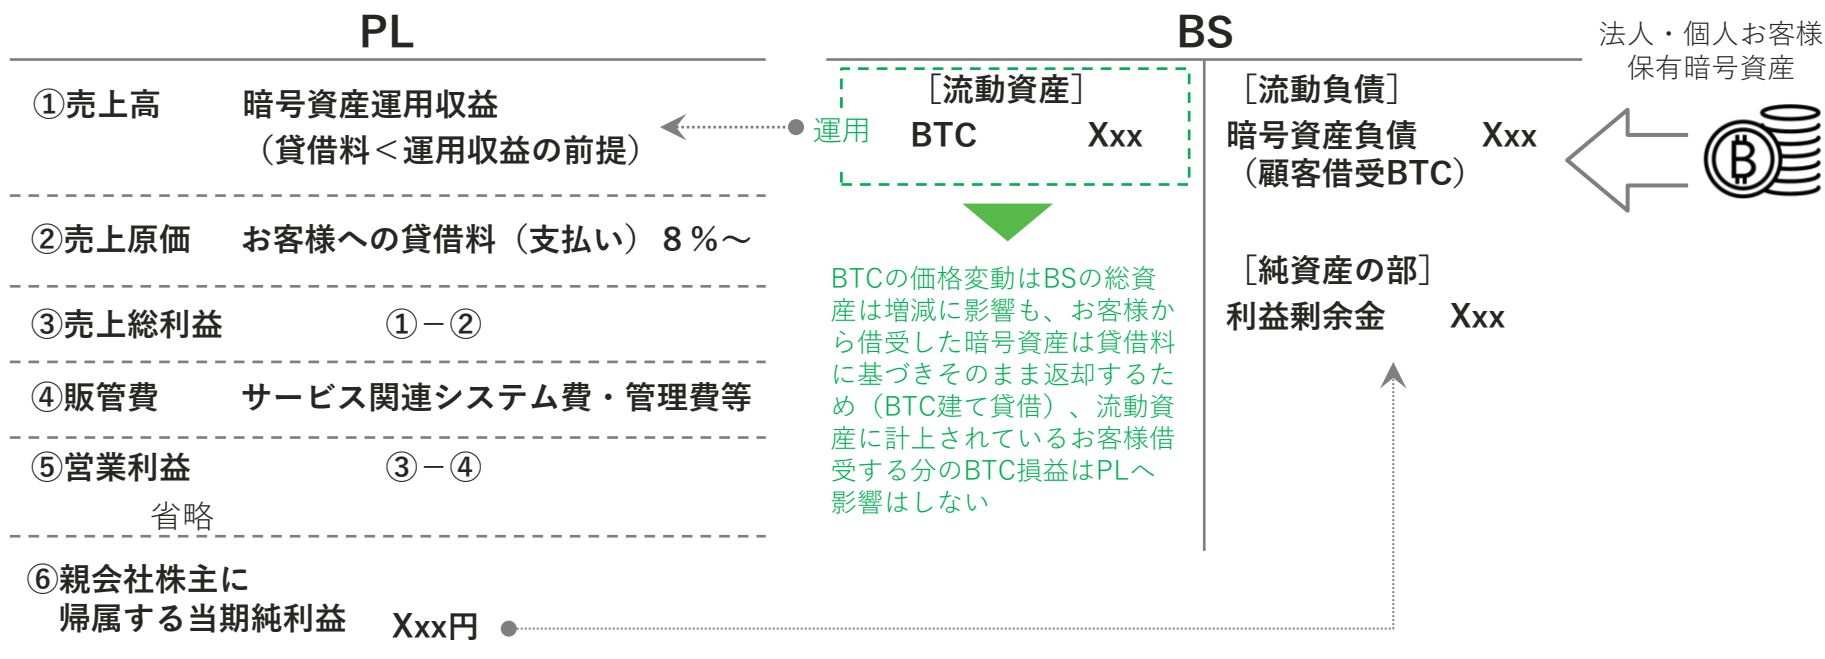 PL
①売上高 暗号資産運用収益
（貸借料＜運用収益の前提）
②売上原価 お客様への貸借料（支払い）８％～
③売上総利益 ①－②
④販管費 サービス関連システム費・管理費等
⑤営業利益 ③－④
省略
⑥親会社株主に
帰属する当期純利益 Xxx円
BS
運用
［流動資産］
BTC Xxx
BTCの価格変動はBSの総資
産は増減に影響も、お客様か
ら借受した暗号資産は貸借料
に基づきそのまま返却するた
め（BTC建て貸借）、流動資
産に計上されているお客様借
受する分のBTC損益はPLへ
影響はしない
［流動負債］
暗号資産負債 Xxx
（顧客借受BTC）
［純資産の部］
利益剰余金 Xxx
法人・個人お客様
保有暗号資産